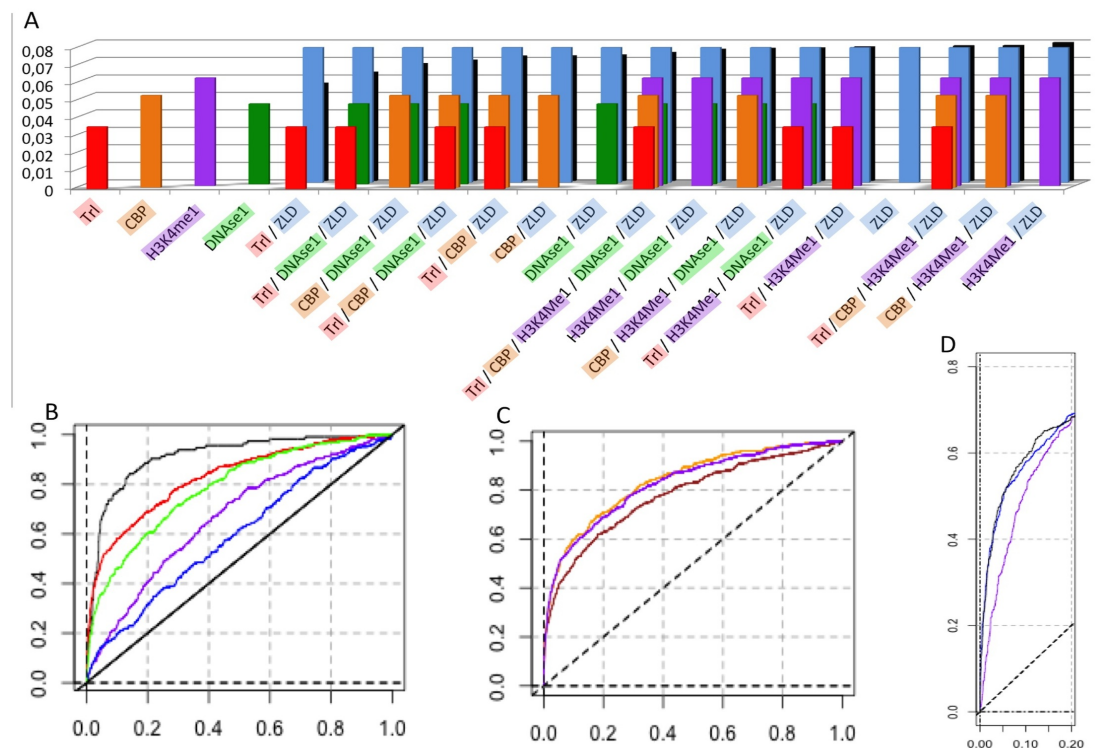 A
0,08
0,07
0,06
0,05
0,04
0,03
0,02
0,01
0
Trl
CBP
H3K4me1
DNAse1
Trl / ZLD
Trl / DNAse1 / ZLD
CBP / DNAse1 / ZLD
Trl / CBP / DNAse1 / ZLD
Trl / CBP / ZLD
CBP / ZLD
DNAse1 / ZLD
Trl / CBP / H3K4Me1 / DNAse1 / ZLD
H3K4Me1 / DNAse1 / ZLD
CBP / H3K4Me1 / DNAse1 / ZLD
Trl / H3K4Me1 / DNAse1 / ZLD
Trl / H3K4Me1 / ZLD
ZLD
Trl / CBP / H3K4Me1 / ZLD
CBP / H3K4Me1 / ZLD
H3K4Me1 / ZLD
B
1.0
0.8
0.6
0.4
0.2
0.0
0.0 0.2 0.4 0.6 0.8 1.0
C
1.0
0.8
0.6
0.4
0.2
0.0
0.0 0.2 0.4 0.6 0.8 1.0
D
0.8
0.6
0.4
0.2
0.0
0.00 0.10 0.20